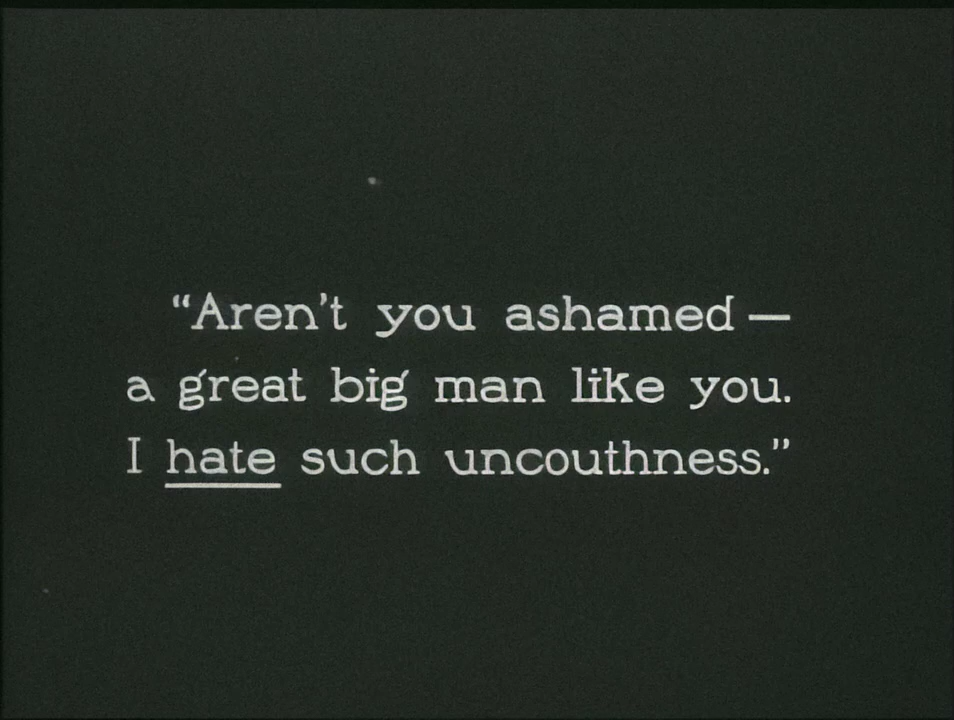 “Aren’t you ashamed —
a great big man like you.
I hate such uncouthness.”